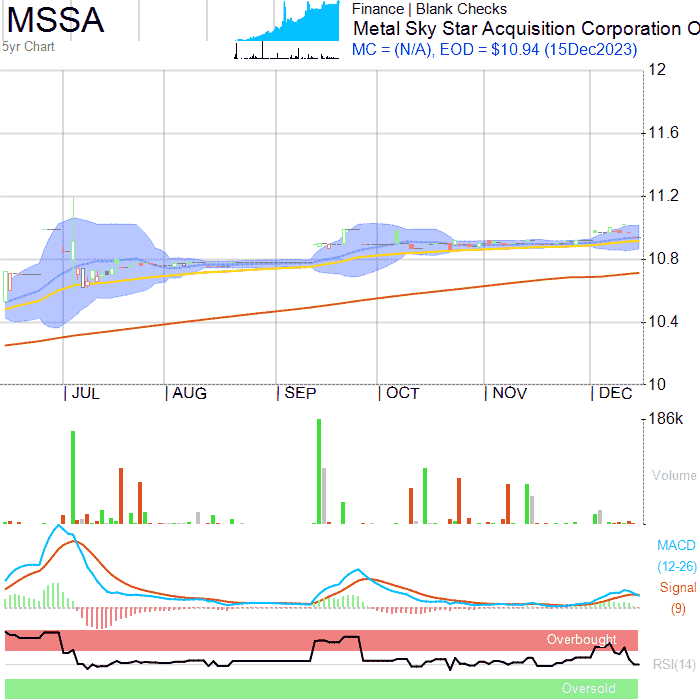 MSSA
5yr Chart
Finance | Blank Checks
Metal Sky Star Acquisition Corporation O
MC = (N/A), EOD = $10.94 (15Dec2023)
12
11.6
11.2
10.8
10.4
10
JUL AUG SEP OCT NOV DEC
186k
Volume
MACD
(12-26)
Signal
(9)
Overbought
RSI(14)
Oversold